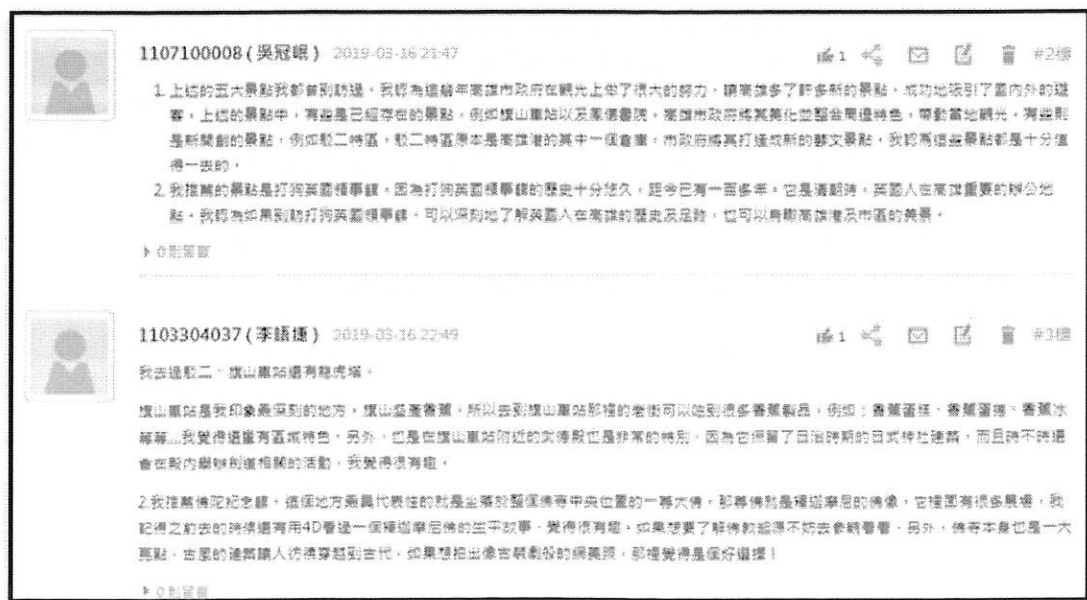 1107100008 ( 吳冠岷 ) 2019-03-16 21:47 1 #2樓
1. 上述的五大景點我都曾到訪過。我認為這幾年高雄市政府在觀光上做了很大的努力，讓高雄多了許多新的景點，成功地吸引了國內外的遊
客。上述的景點中，有些是已經存在的景點，例如旗山車站以及鳳儀書院，高雄市政府將其美化並整合周邊特色，帶動當地觀光。有些則
是新開創的景點，例如駁二特區，駁二特區原本是高雄港的其中一個倉庫，市政府將其打造成新的藝文景點，我認為這些景點都是十分值
得一去的。
2. 我推薦的景點是打狗英國領事館，因為打狗英國領事館的歷史十分悠久，距今已有一百多年。它是清朝時，英國人在高雄重要的辦公地
點。我認為如果到訪打狗英國領事館，可以深刻地了解英國人在高雄的歷史及足跡，也可以鳥瞰高雄港及市區的美景。
0 則留言
1103304037 ( 李語 ) 2019-03-16 22:49 1 #3樓
我去過駁二、旗山車站還有龍虎塔。
旗山車站是我印象最深刻的地方，旗山盛產香蕉，所以去到旗山車站那裡的老街可以吃到很多香蕉製品，例如：香蕉蛋糕、香蕉蛋捲、香蕉冰
等等....我覺得還蠻有區域特色。另外，也是在旗山車站附近的武德殿也是非常的特別，因為它保留了日治時期的日式神社建築，而且時不時還
會在殿內舉辦劍道相關的活動，我覺得很有趣。
2.我推薦佛陀紀念館，這個地方最具代表性的就是坐落於整個佛寺中央位置的一尊大佛，那尊佛就是釋迦摩尼的佛像，它裡面有很多展場，我
記得之前去的時候還有用4D看過一個釋迦摩尼佛的生平故事，覺得很有趣，如果想要了解佛教起源不妨去參觀看看。另外，佛寺本身也是一大
亮點，古風的建築讓人彷彿穿越到古代，如果想拍出像古裝劇般的網美照，那裡覺得是個好選擇！
0 則留言